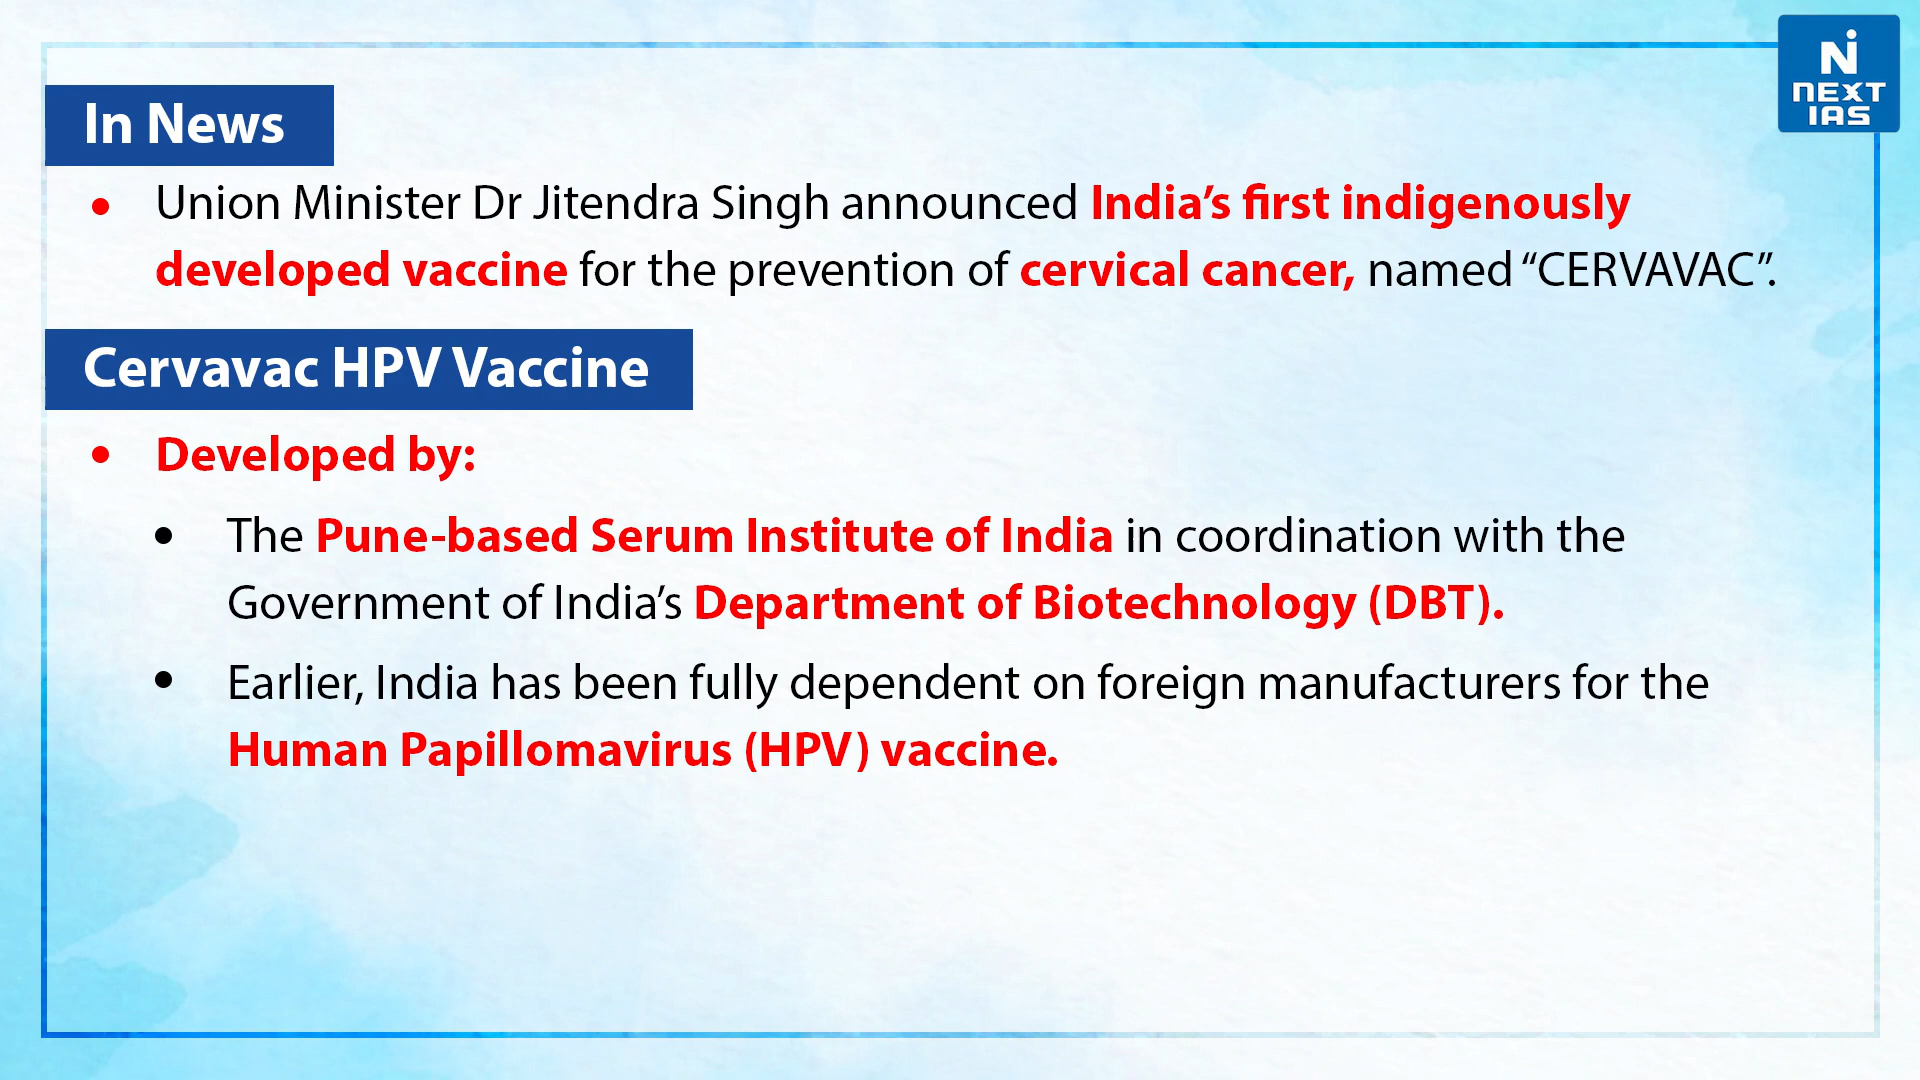 NEXT
IAS
In News
• Union Minister Dr Jitendra Singh announced India’s first indigenously
developed vaccine for the prevention of cervical cancer, named “CERVAVAC”.
Cervavac HPV Vaccine
• Developed by:
• The Pune-based Serum Institute of India in coordination with the
Government of India’s Department of Biotechnology (DBT).
• Earlier, India has been fully dependent on foreign manufacturers for the
Human Papillomavirus (HPV) vaccine.